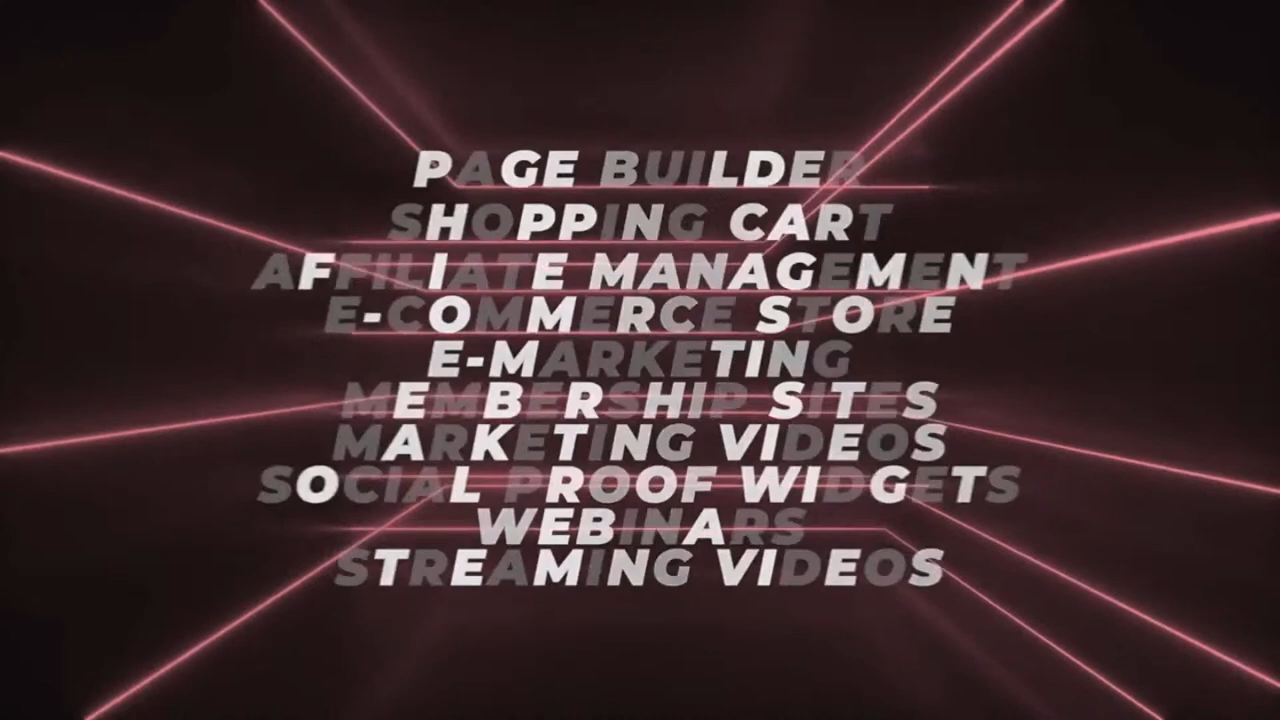 PAGE BUILDER
SHOPPING CART
AFFILIATE MANAGEMENT
E-COMMERCE STORE
E-MARKETING
MEMBERSHIP SITES
MARKETING VIDEOS
SOCIAL PROOF WIDGETS
WEBINARS
STREAMING VIDEOS